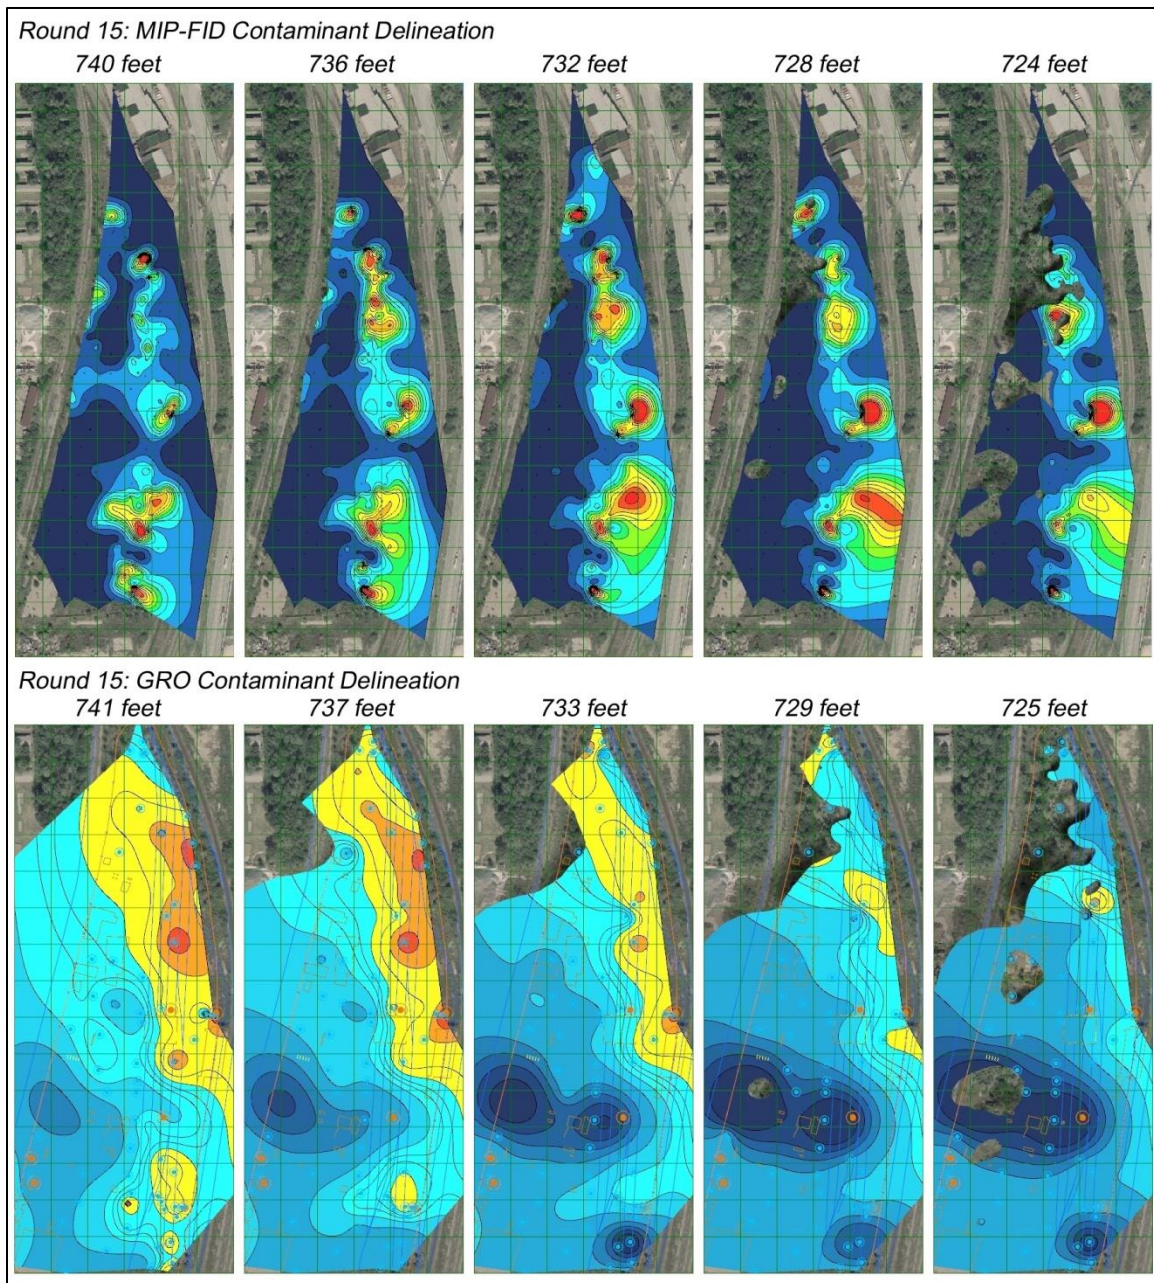 Round 15: MIP-FID Contaminant Delineation
740 feet 736 feet 732 feet 728 feet 724 feet
Round 15: GRO Contaminant Delineation
741 feet 737 feet 733 feet 729 feet 725 feet